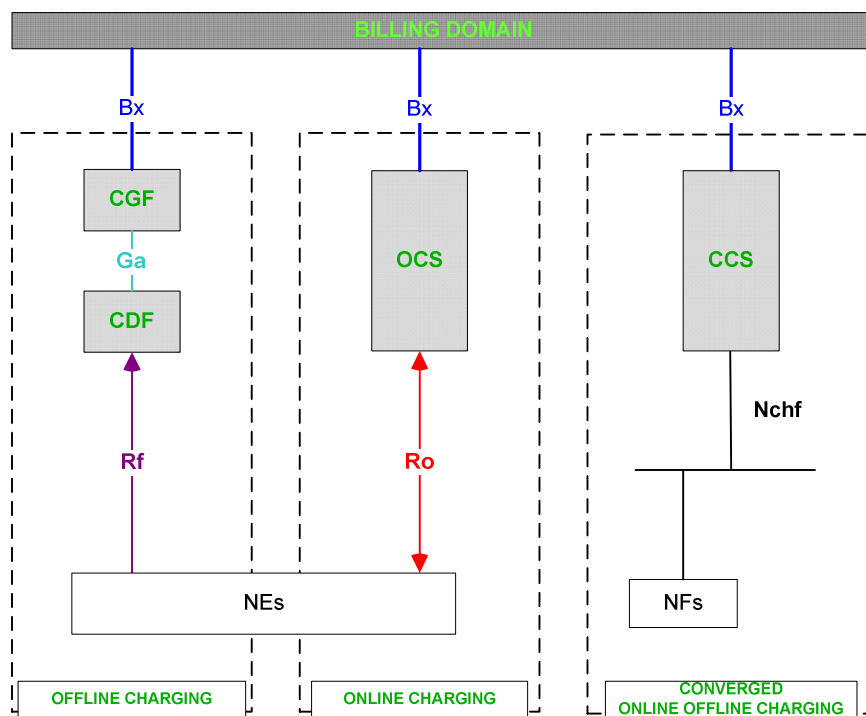 BILLING DOMAIN
Bx
Bx
Bx
CGF
Ga
CDF
OCS
CCS
Nchf
Rf
Ro
NEs
NFs
OFFLINE CHARGING
ONLINE CHARGING
CONVERGED
ONLINE OFFLINE CHARGING